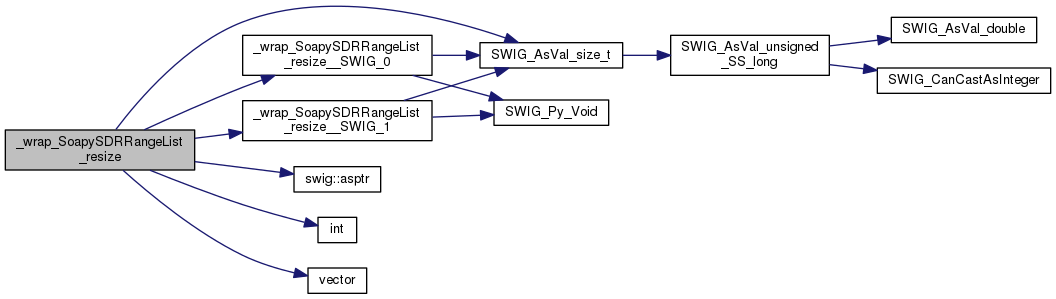 _wrap_SoapySDRRangeList
_resize
_wrap_SoapySDRRangeList
_resize__SWIG_0
_wrap_SoapySDRRangeList
_resize__SWIG_1
swig::asptr
int
vector
SWIG_AsVal_size_t
SWIG_Py_Void
SWIG_AsVal_unsigned
_SS_long
SWIG_AsVal_double
SWIG_CanCastAsInteger